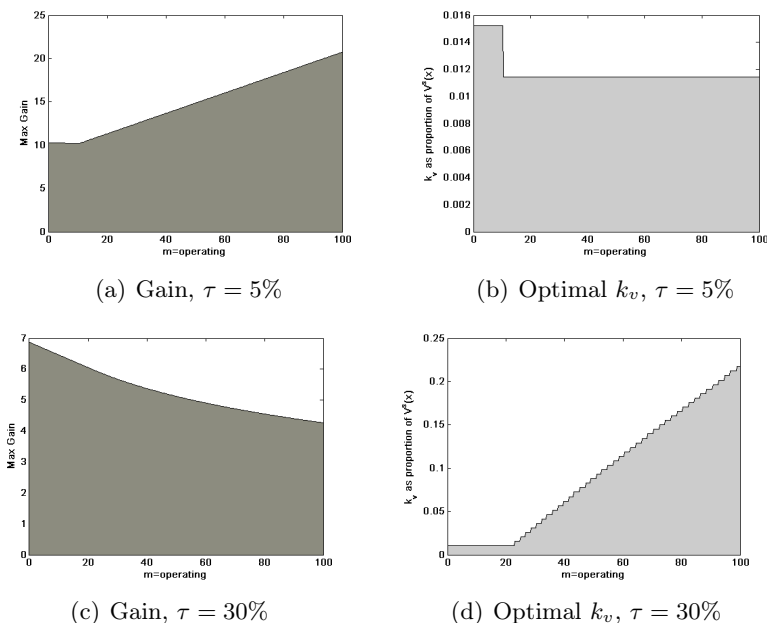 25
20
15
10
5
0
Max Gain
0 20 40 60 80 100
m=operating
(a) Gain, τ = 5%
0.016
0.014
0.012
0.01
0.008
0.006
0.004
0.002
0
k_v as proportion of V^s(x)
0 20 40 60 80 100
m=operating
(b) Optimal k_v, τ = 5%
7
6
5
4
3
2
1
0
Max Gain
0 20 40 60 80 100
m=operating
(c) Gain, τ = 30%
0.25
0.2
0.15
0.1
0.05
0
k_v as proportion of V^s(x)
0 20 40 60 80 100
m=operating
(d) Optimal k_v, τ = 30%